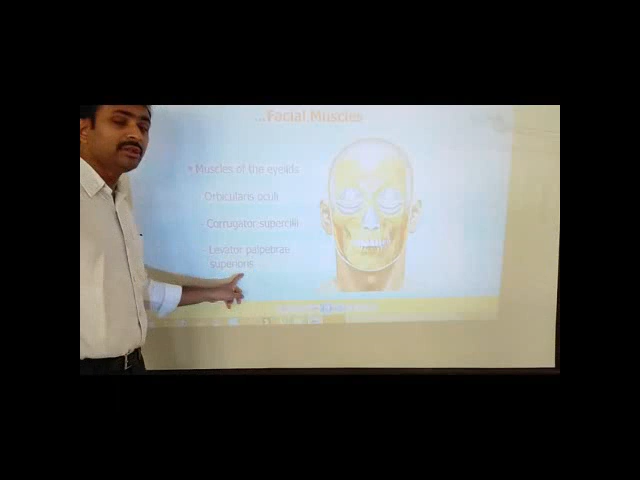 ...Facial Muscles
• Muscles of the eyelids
- Orbicularis oculi
- Corrugator supercilii
- Levator palpebrae
superioris